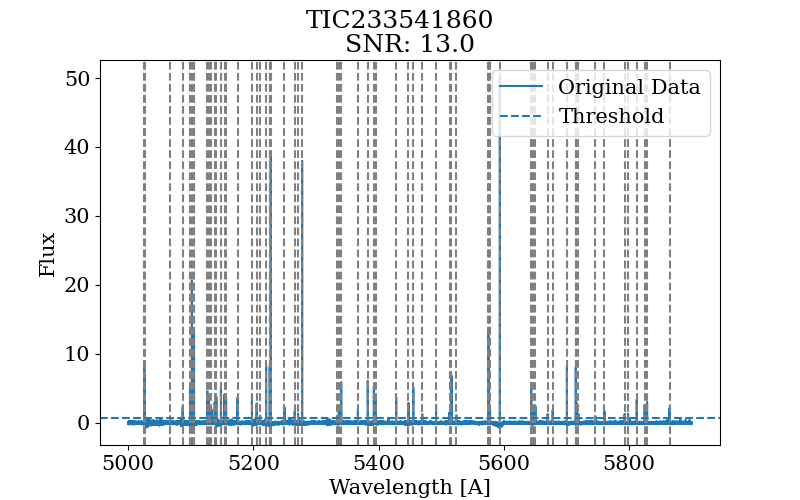 TIC233541860
SNR: 13.0
Original Data
Threshold
50
40
30
20
10
0
Flux
5000 5200 5400 5600 5800
Wavelength [A]